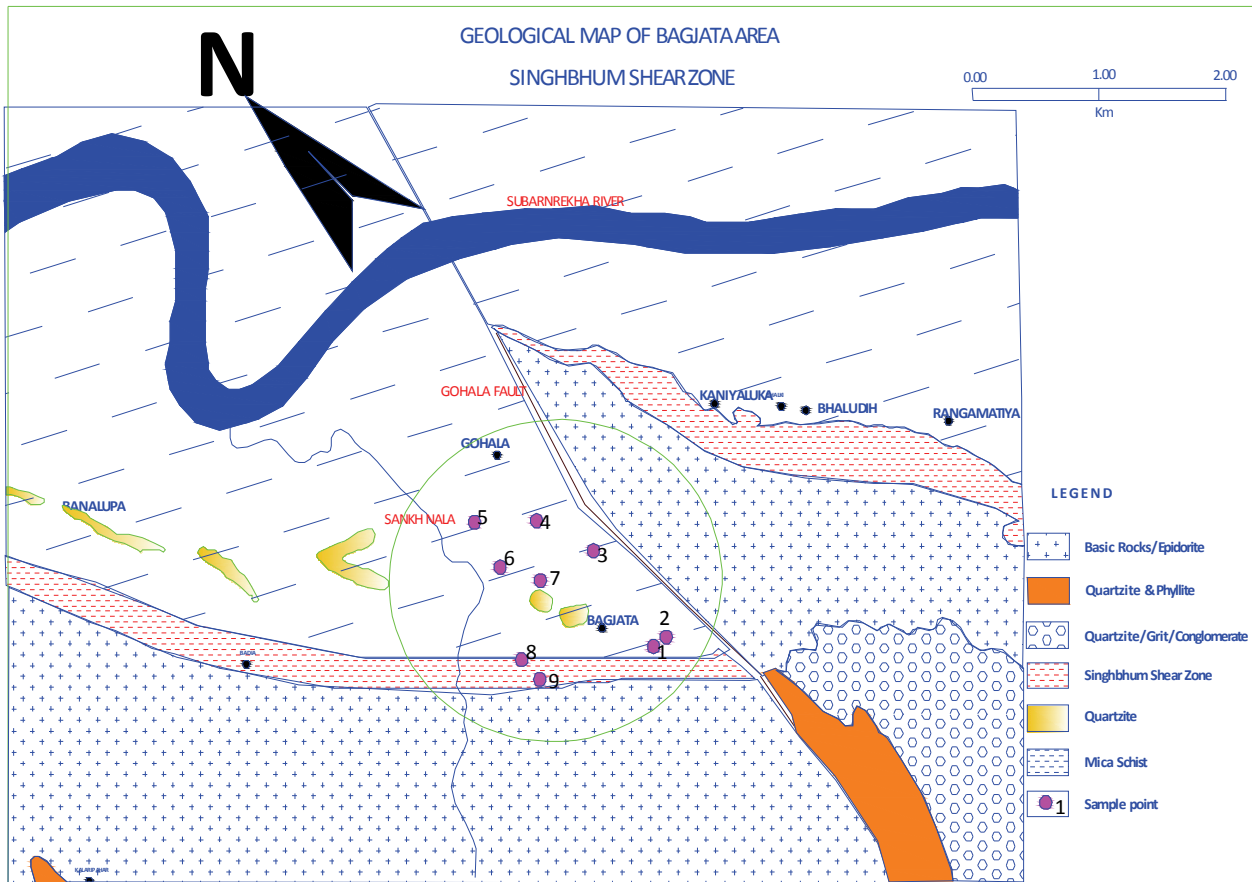 GEOLOGICAL MAP OF BAGJATA AREA
SINGHBHUM SHEAR ZONE
N
0.00 1.00 2.00
Km
SUBARNREKHA RIVER
GOHALA FAULT
KANIYALUKA
BHALUDIH
RANGAMATIYA
GOHALA
BANALUPA
SANKH NALA
5
4
3
6
7
BAGJATA
2
1
8
9
BADIA
LEGEND
Basic Rocks/Epidorite
Quartzite & Phyllite
Quartzite/Grit/Conglomerate
Singhbhum Shear Zone
Quartzite
Mica Schist
1 Sample point